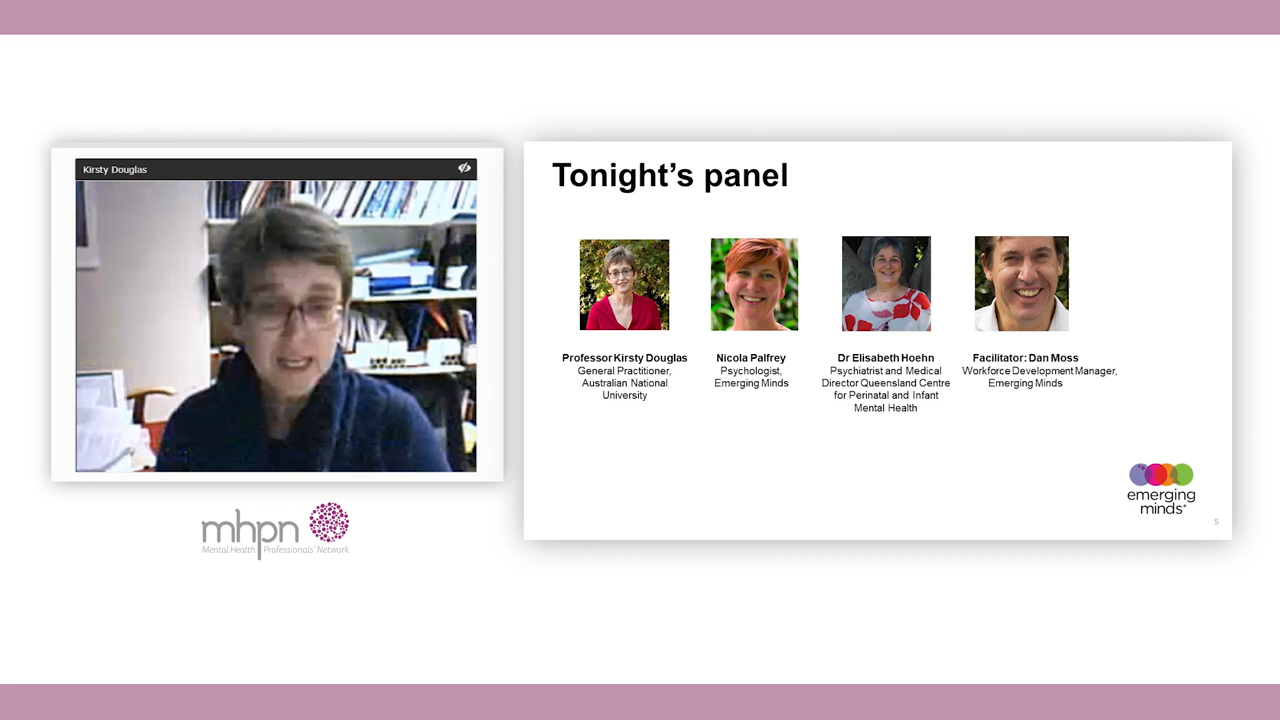 Kirsty Douglas
mhpn
Mental Health Professionals' Network
Tonight's panel
Professor Kirsty Douglas
General Practitioner,
Australian National
University
Nicola Palfrey
Psychologist,
Emerging Minds
Dr Elisabeth Hoehn
Psychiatrist and Medical
Director Queensland Centre
for Perinatal and Infant
Mental Health
Facilitator: Dan Moss
Workforce Development Manager,
Emerging Minds
emerging
minds
5